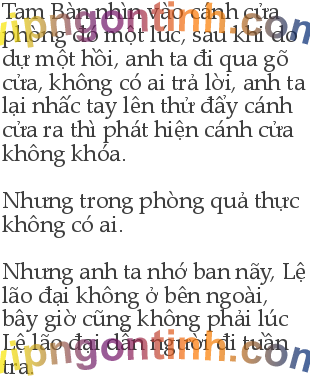 Tam Bàn nhìn vào cánh cửa
phòng đó một lúc, sau khi do
dự một hồi, anh ta đi qua gõ
cửa, không có ai trả lời, anh ta
lại nhấc tay lên thử đẩy cánh
cửa ra thì phát hiện cánh cửa
không khóa.
Nhưng trong phòng quả thực
không có ai.
Nhưng anh ta nhớ ban nãy, Lệ
lão đại không ở bên ngoài,
bây giờ cũng không phải lúc
Lệ lão đại dẫn người đi tuần
tra.